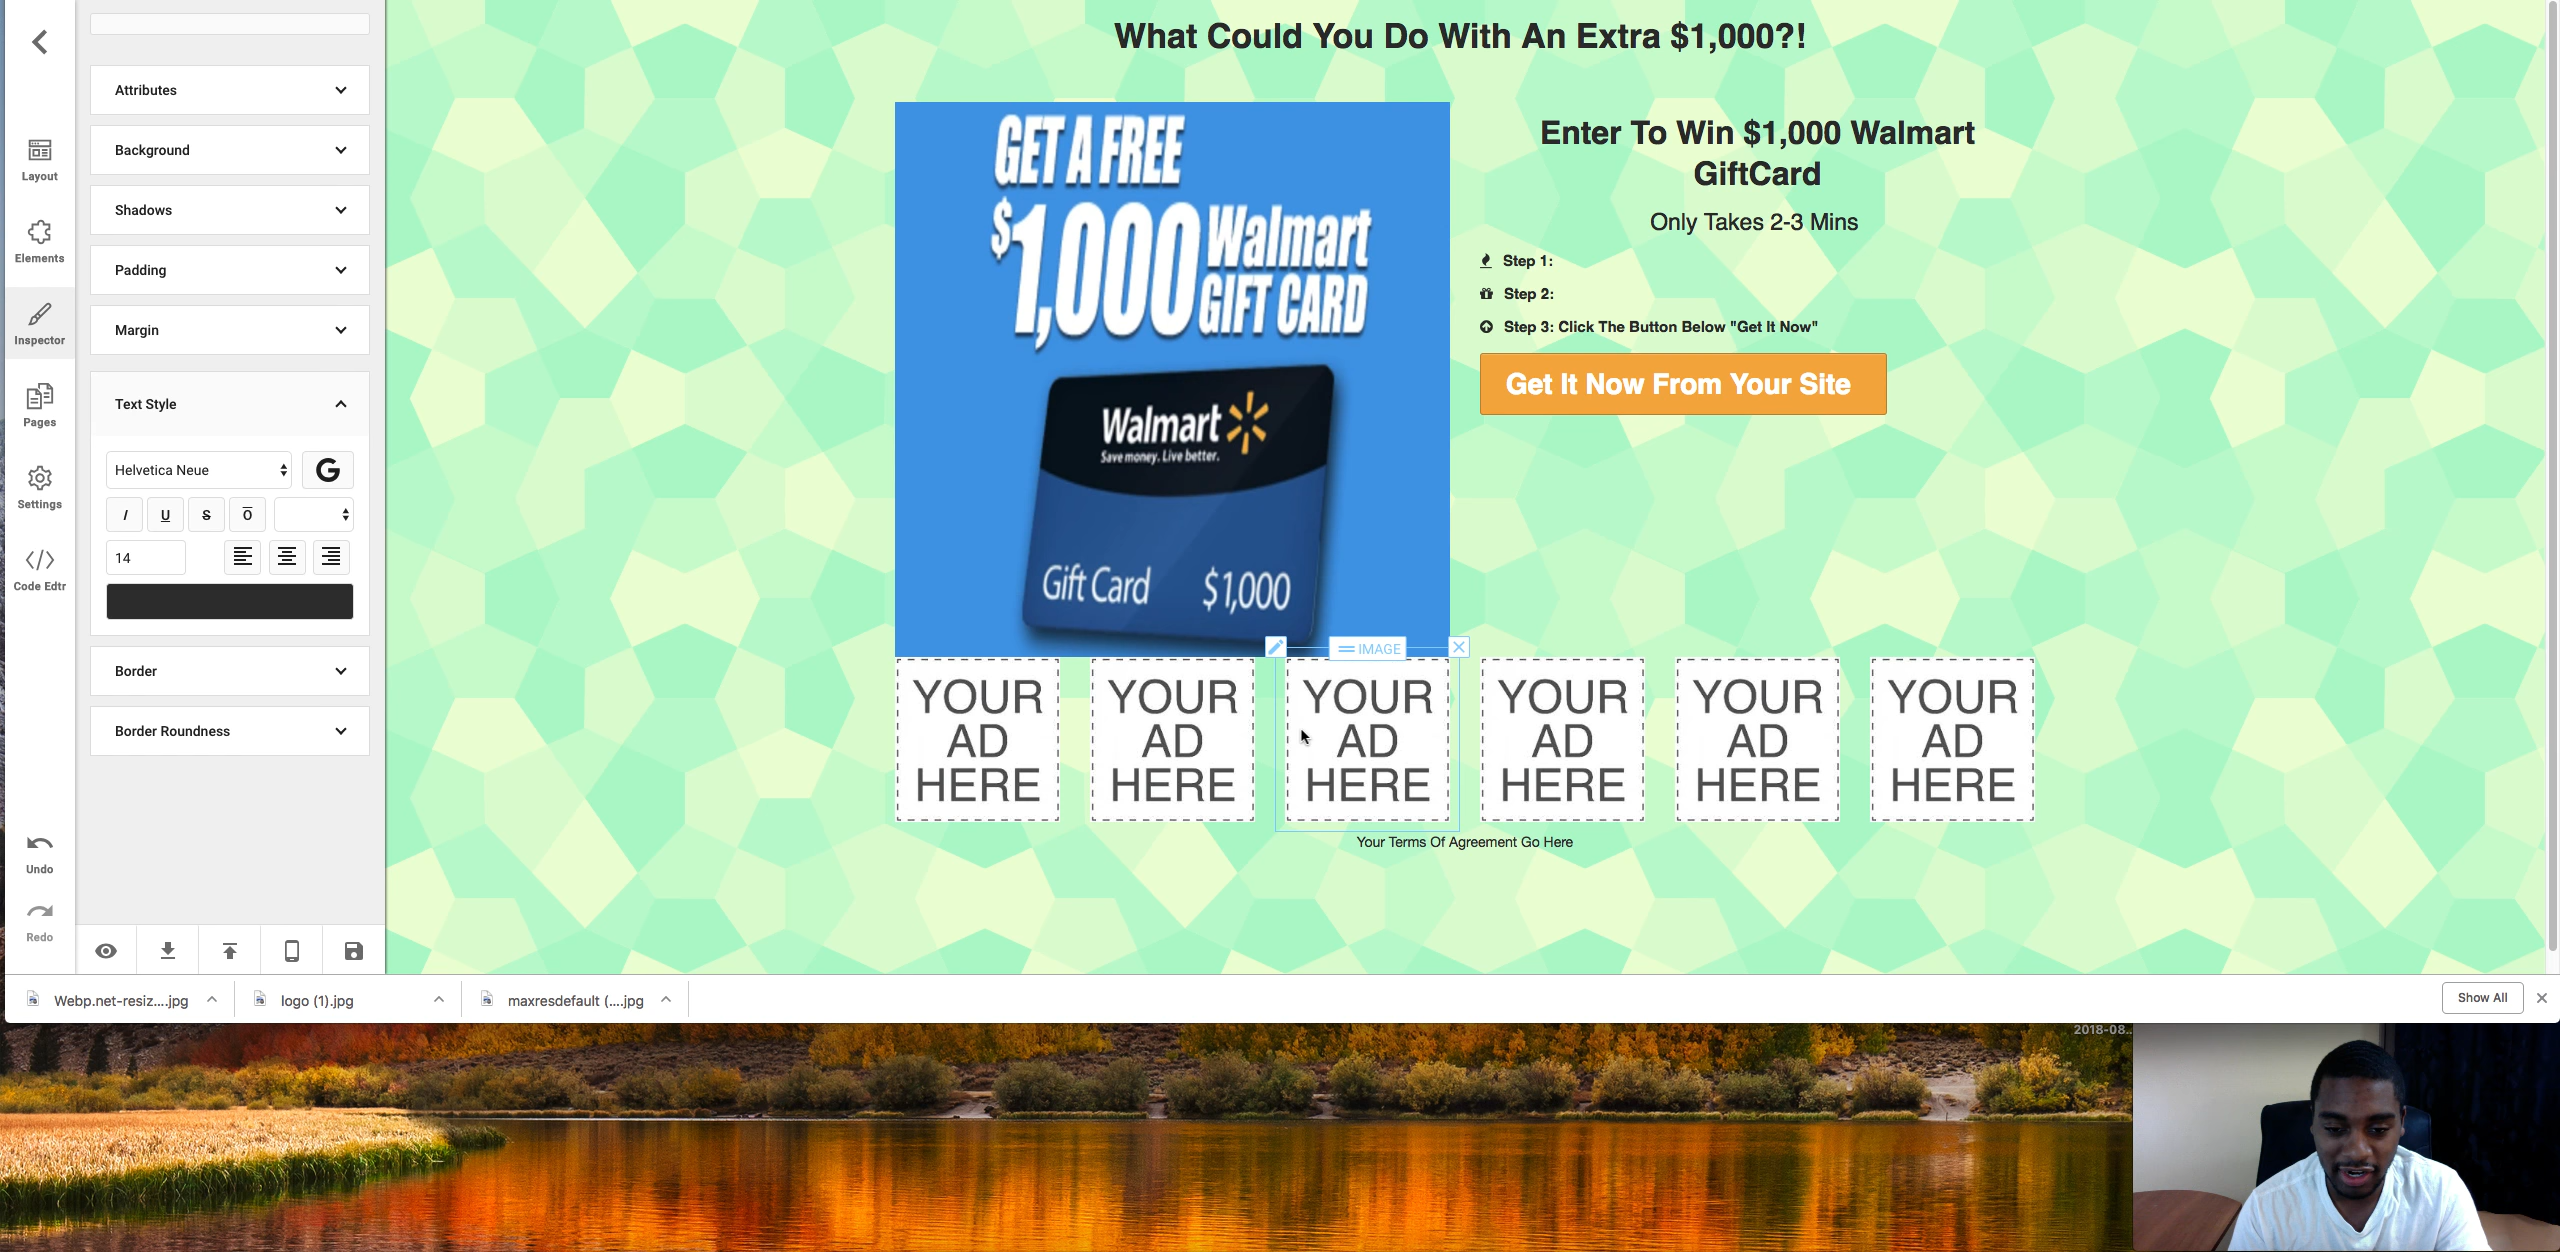 What Could You Do With An Extra $1,000?!
Attributes
Background
Shadows
Padding
Margin
Text Style
Helvetica Neue
G
I U S O
14
Border
Border Roundness
Layout
Elements
Inspector
Pages
Settings
Code Edtr
Undo
Redo
GET A FREE
$1,000 Walmart
GIFT CARD
Walmart
Save money. Live better.
Gift Card $1,000
Enter To Win $1,000 Walmart
GiftCard
Only Takes 2-3 Mins
Step 1:
Step 2:
Step 3: Click The Button Below "Get It Now"
Get It Now From Your Site
IMAGE
YOUR
AD
HERE
YOUR
AD
HERE
YOUR
AD
HERE
YOUR
AD
HERE
YOUR
AD
HERE
YOUR
AD
HERE
Your Terms Of Agreement Go Here
Webp.net-resiz....jpg
logo (1).jpg
maxresdefault (....jpg
Show All
2018-08..